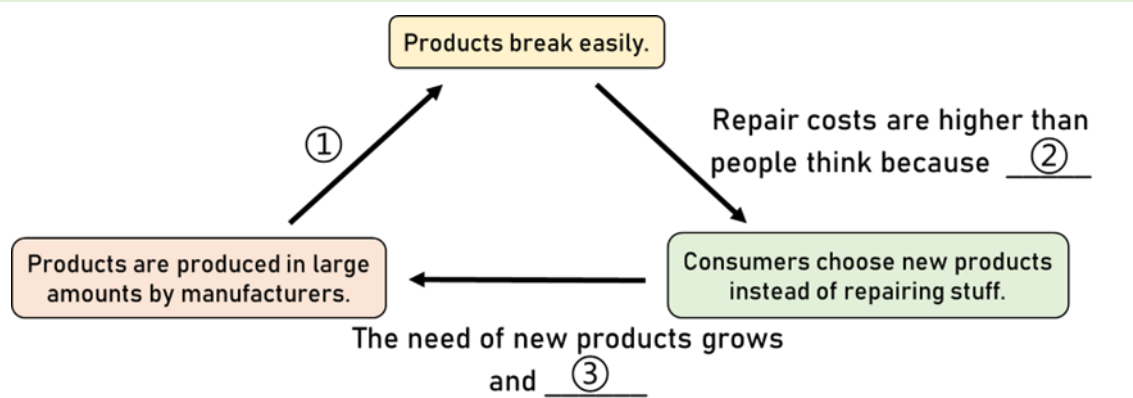 Products break easily.
①
Repair costs are higher than
people think because ②
Products are produced in large
amounts by manufacturers.
Consumers choose new products
instead of repairing stuff.
The need of new products grows
and ③